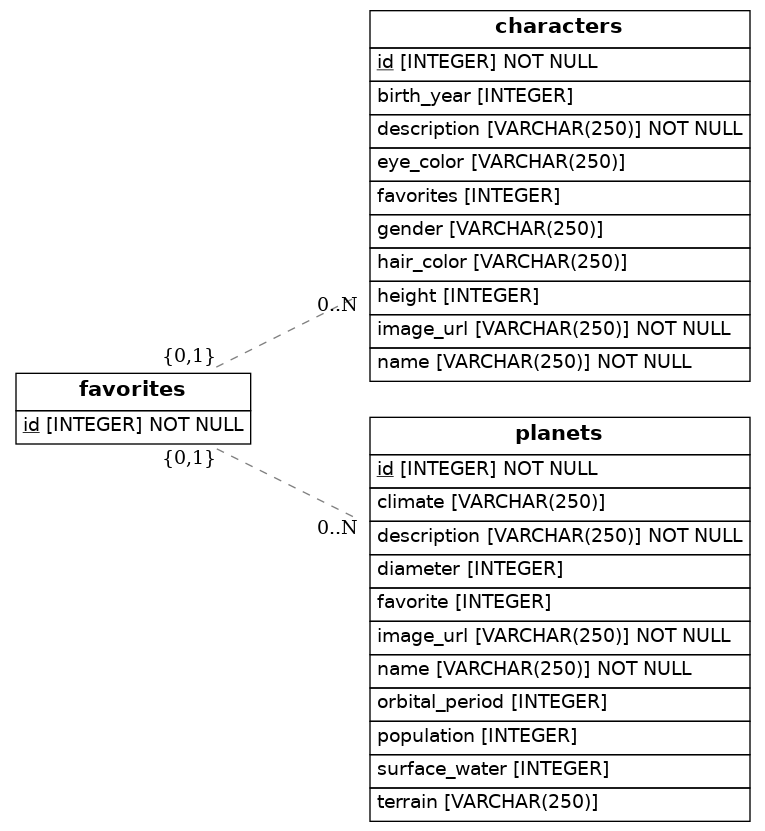 characters
id [INTEGER] NOT NULL
birth_year [INTEGER]
description [VARCHAR(250)] NOT NULL
eye_color [VARCHAR(250)]
favorites [INTEGER]
gender [VARCHAR(250)]
hair_color [VARCHAR(250)]
height [INTEGER]
image_url [VARCHAR(250)] NOT NULL
name [VARCHAR(250)] NOT NULL
0..N
{0,1}
favorites
id [INTEGER] NOT NULL
{0,1}
0..N
planets
id [INTEGER] NOT NULL
climate [VARCHAR(250)]
description [VARCHAR(250)] NOT NULL
diameter [INTEGER]
favorite [INTEGER]
image_url [VARCHAR(250)] NOT NULL
name [VARCHAR(250)] NOT NULL
orbital_period [INTEGER]
population [INTEGER]
surface_water [INTEGER]
terrain [VARCHAR(250)]